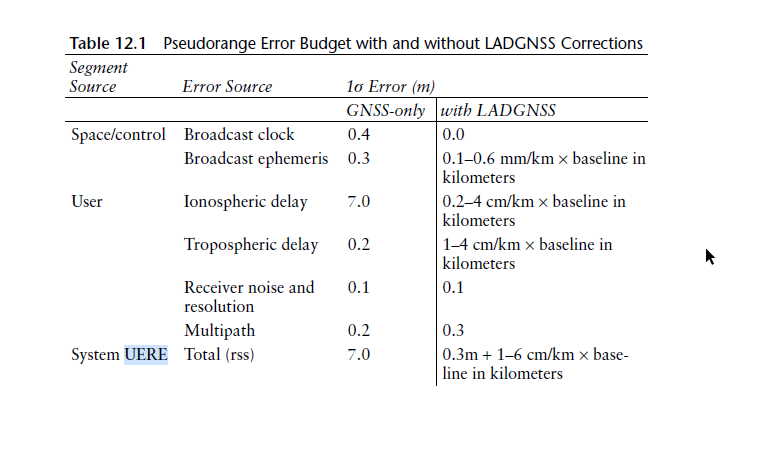 Table 12.1 Pseudorange Error Budget with and without LADGNSS Corrections
Segment
Source Error Source 1σ Error (m)
GNSS-only with LADGNSS
Space/control Broadcast clock 0.4 0.0
Broadcast ephemeris 0.3 0.1–0.6 mm/km × baseline in
kilometers
User Ionospheric delay 7.0 0.2–4 cm/km × baseline in
kilometers
Tropospheric delay 0.2 1–4 cm/km × baseline in
kilometers
Receiver noise and 0.1 0.1
resolution
Multipath 0.2 0.3
System UERE Total (rss) 7.0 0.3m + 1–6 cm/km × base-
line in kilometers